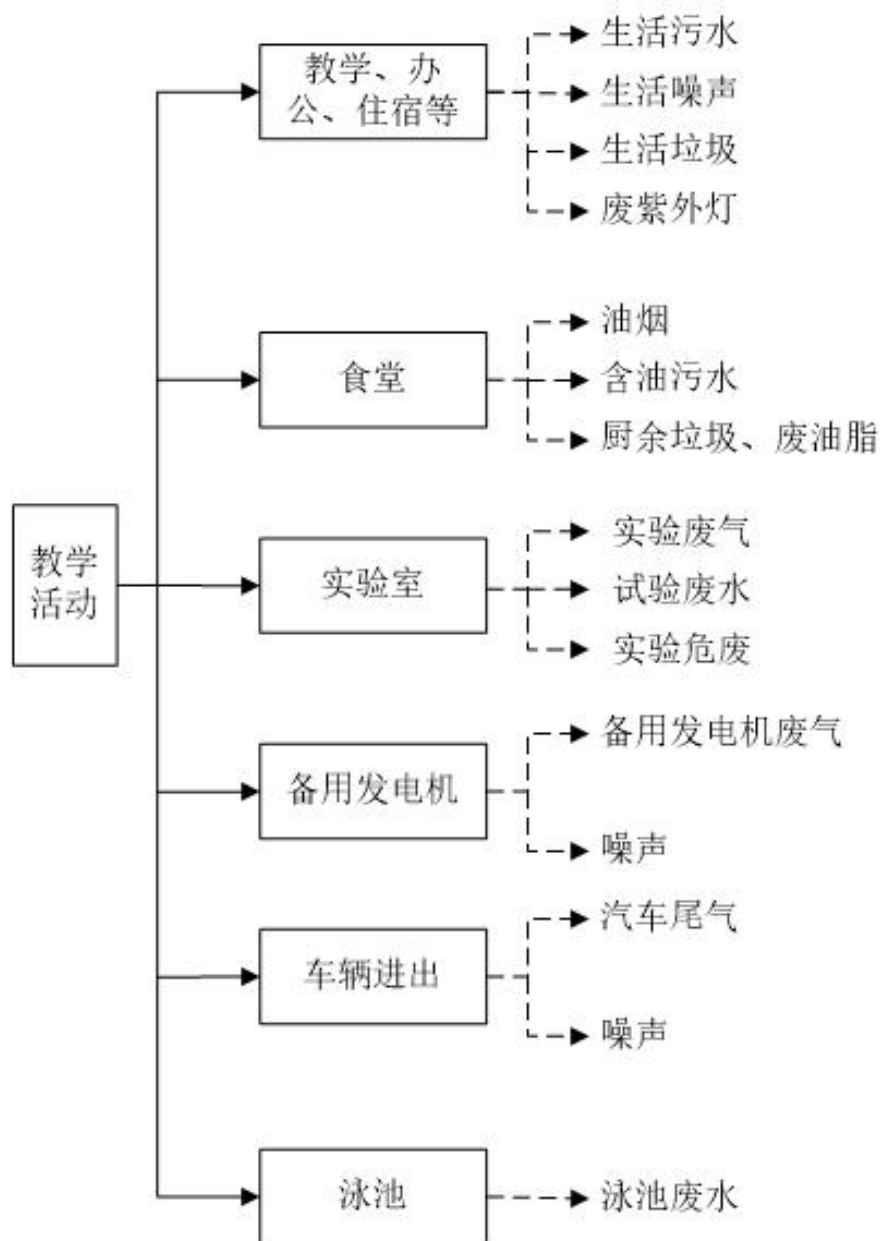 教学、办
公、住宿等
生活污水
生活噪声
生活垃圾
废紫外灯
食堂
油烟
含油污水
厨余垃圾、废油脂
教学
活动
实验室
实验废气
试验废水
实验危废
备用发电机
备用发电机废气
噪声
车辆进出
汽车尾气
噪声
泳池
泳池废水